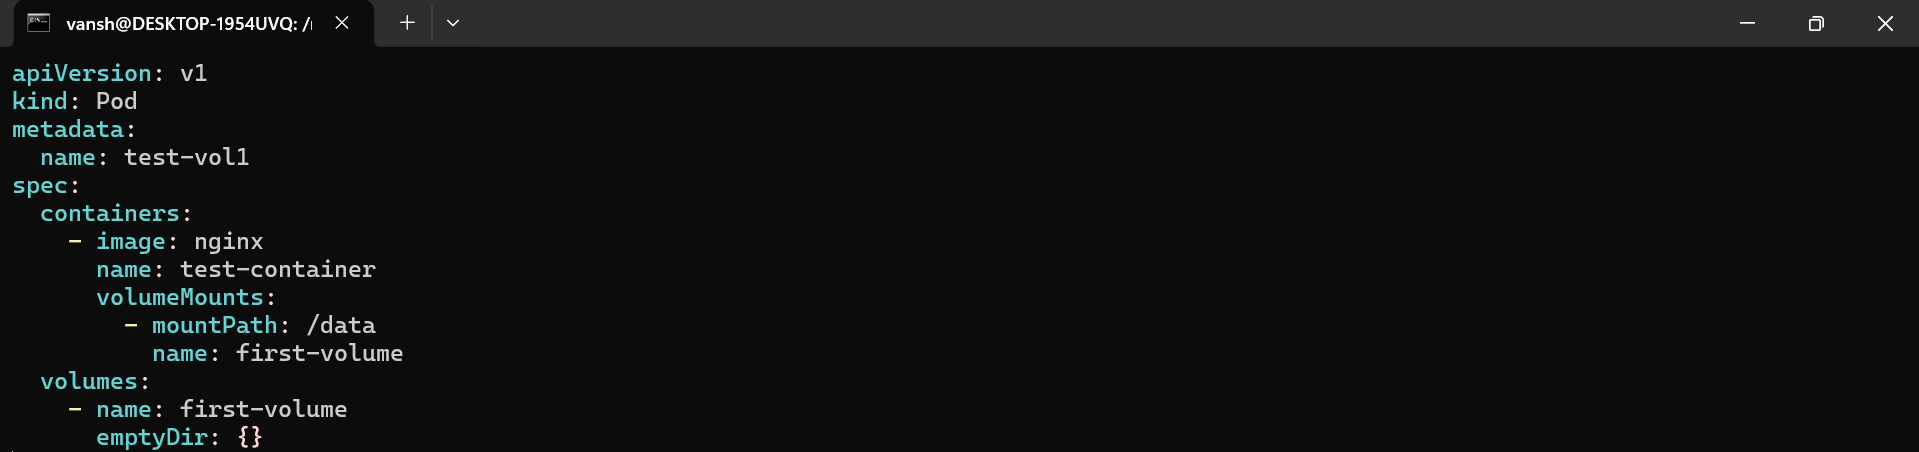 vansh@DESKTOP-1954UVQ: /
apiVersion: v1
kind: Pod
metadata:
  name: test-vol1
spec:
  containers:
    - image: nginx
      name: test-container
      volumeMounts:
        - mountPath: /data
          name: first-volume
  volumes:
    - name: first-volume
      emptyDir: {}